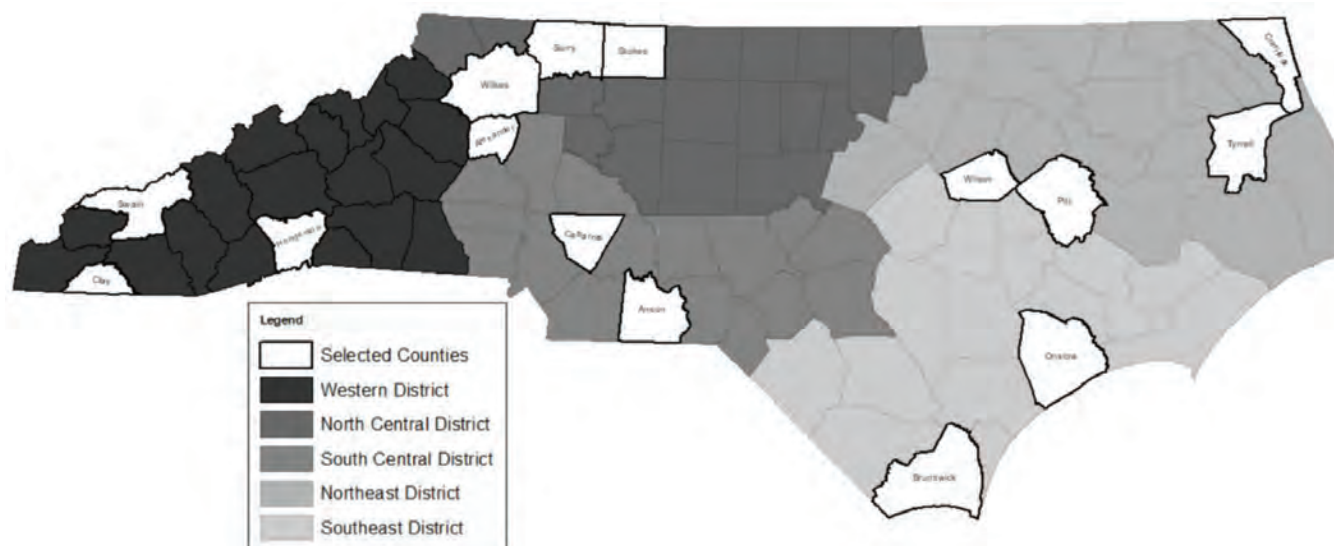 Surry
Stokes
Currituck
Wilkes
Alexander
Tyrrell
Wilson
Pitt
Swain
Henderson
Cabarrus
Clay
Anson
Onslow
Brunswick
Legend
Selected Counties
Western District
North Central District
South Central District
Northeast District
Southeast District